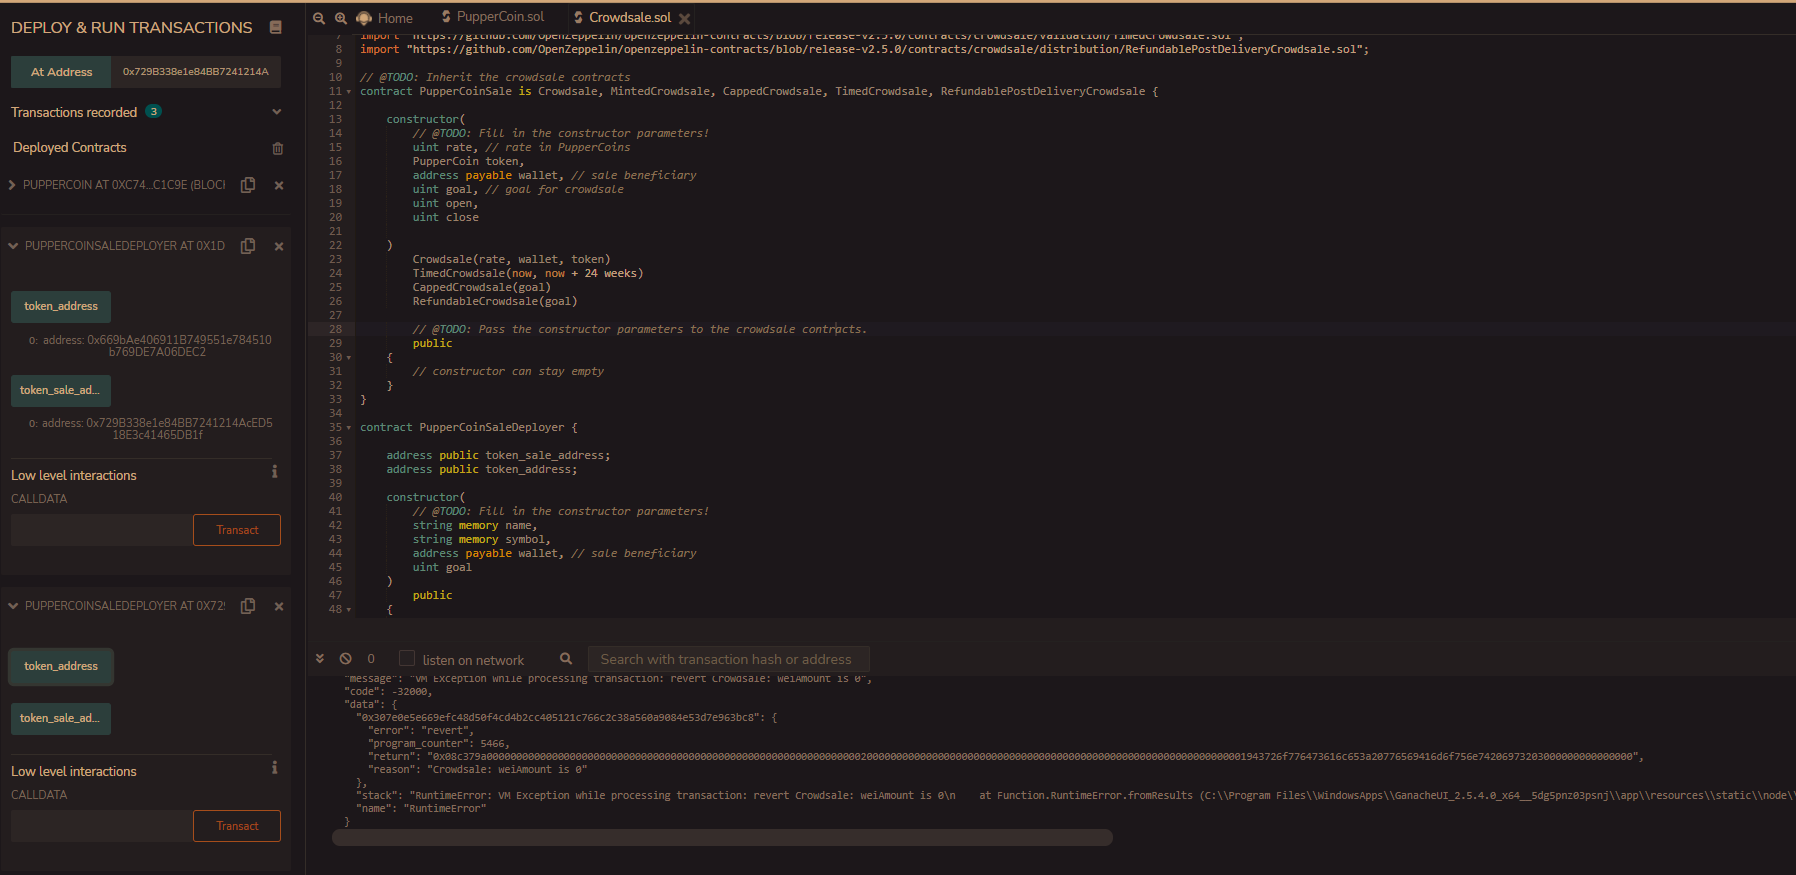 DEPLOY & RUN TRANSACTIONS
At Address 0x729B338e1e84BB7241214A
Transactions recorded 3
Deployed Contracts
PUPPERCOIN AT 0XC74...C1C9E (BLOCK
PUPPERCOINSALEDEPLOYER AT 0X1D
token_address
0: address: 0x669bAe406911B749551e784510
b769DE7A06DEC2
token_sale_ad...
0: address: 0x729B338e1e84BB7241214AcED5
18E3c41465DB1f
Low level interactions
CALLDATA
Transact
PUPPERCOINSALEDEPLOYER AT 0X729
token_address
token_sale_ad...
Low level interactions
CALLDATA
Transact
Home PupperCoin.sol Crowdsale.sol
7 import "https://github.com/OpenZeppelin/openzeppelin-contracts/blob/release-v2.5.0/contracts/crowdsale/validation/TimedCrowdsale.sol";
8 import "https://github.com/OpenZeppelin/openzeppelin-contracts/blob/release-v2.5.0/contracts/crowdsale/distribution/RefundablePostDeliveryCrowdsale.sol";
9
10 // @TODO: Inherit the crowdsale contracts
11 contract PupperCoinSale is Crowdsale, MintedCrowdsale, CappedCrowdsale, TimedCrowdsale, RefundablePostDeliveryCrowdsale {
12
13 constructor(
14 // @TODO: Fill in the constructor parameters!
15 uint rate, // rate in PupperCoins
16 PupperCoin token,
17 address payable wallet, // sale beneficiary
18 uint goal, // goal for crowdsale
19 uint open,
20 uint close
21
22 )
23 Crowdsale(rate, wallet, token)
24 TimedCrowdsale(now, now + 24 weeks)
25 CappedCrowdsale(goal)
26 RefundableCrowdsale(goal)
27
28 // @TODO: Pass the constructor parameters to the crowdsale contracts.
29 public
30 {
31 // constructor can stay empty
32 }
33 }
34
35 contract PupperCoinSaleDeployer {
36
37 address public token_sale_address;
38 address public token_address;
39
40 constructor(
41 // @TODO: Fill in the constructor parameters!
42 string memory name,
43 string memory symbol,
44 address payable wallet, // sale beneficiary
45 uint goal
46 )
47 public
48 {
0 listen on network Search with transaction hash or address
"message": "VM Exception while processing transaction: revert Crowdsale: weiAmount is 0",
"code": -32000,
"data": {
"0x307e0e5e669efc48d50f4cd4b2cc405121c766c2c38a560a9084e53d7e963bc8": {
"error": "revert",
"program_counter": 5466,
"return":
"reason": "Crowdsale: weiAmount is 0"
},
"stack": "RuntimeError: VM Exception while processing transaction: revert Crowdsale: weiAmount is 0\n at Function.RuntimeError.fromResults (C:\\Program Files\\WindowsApps\\GanacheUI_2.5.4.0_x64__5dg5pnz03psnj\\app\\resources\\static\\node\\
"name": "RuntimeError"
}